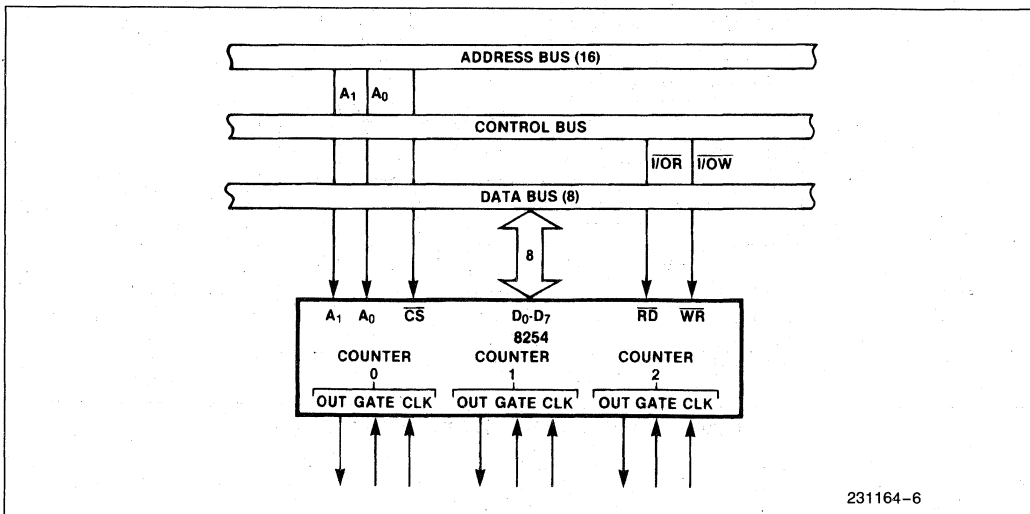 ADDRESS BUS (16)
A₁ A₀
CONTROL BUS
I/OR I/OW
DATA BUS (8)
8
A₁ A₀ CS D₀-D₇ RD WR
8254
COUNTER COUNTER COUNTER
0 1 2
OUT GATE CLK OUT GATE CLK OUT GATE CLK
231164-6